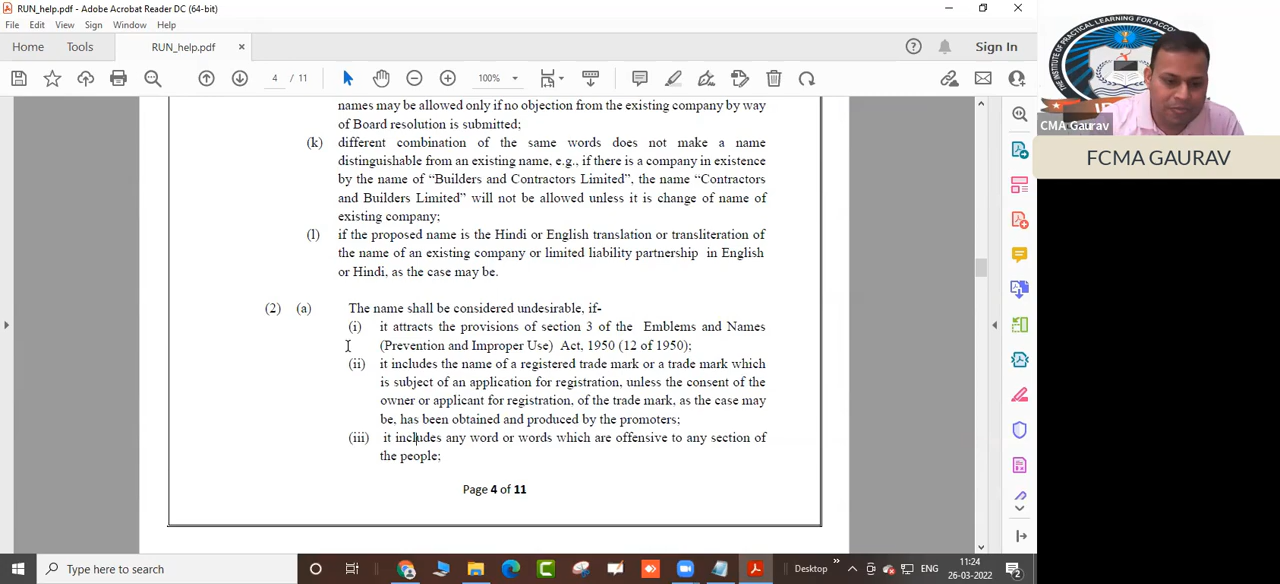 RUN_help.pdf - Adobe Acrobat Reader DC (64-bit)
File Edit View Sign Window Help
Home Tools RUN_help.pdf × Sign In
4 / 11 100%
names may be allowed only if no objection from the existing company by way
of Board resolution is submitted;
(k) different combination of the same words does not make a name
distinguishable from an existing name, e.g., if there is a company in existence
by the name of “Builders and Contractors Limited”, the name “Contractors
and Builders Limited” will not be allowed unless it is change of name of
existing company;
(l) if the proposed name is the Hindi or English translation or transliteration of
the name of an existing company or limited liability partnership in English
or Hindi, as the case may be.
(2) (a) The name shall be considered undesirable, if-
(i) it attracts the provisions of section 3 of the Emblems and Names
(Prevention and Improper Use) Act, 1950 (12 of 1950);
(ii) it includes the name of a registered trade mark or a trade mark which
is subject of an application for registration, unless the consent of the
owner or applicant for registration, of the trade mark, as the case may
be, has been obtained and produced by the promoters;
(iii) it includes any word or words which are offensive to any section of
the people;
Page 4 of 11
CMA Gaurav
FCMA GAURAV
Type here to search
Desktop
ENG
11:24
26-03-2022
2